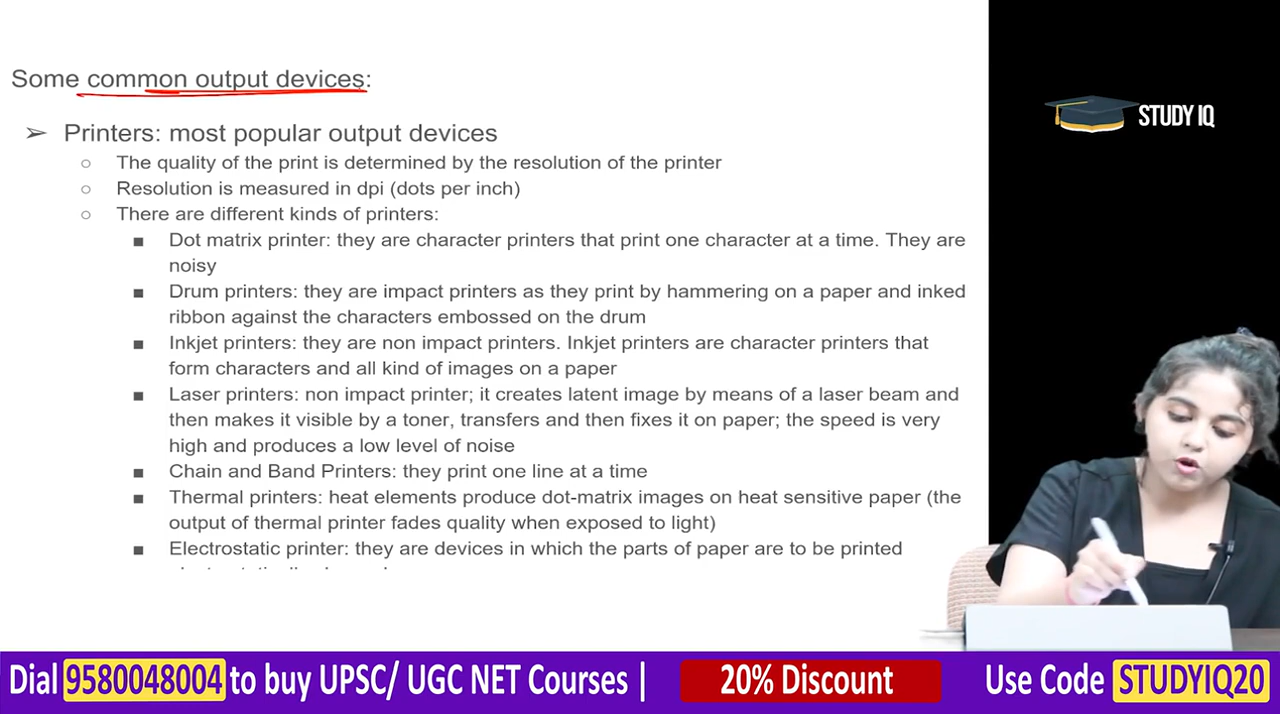 Some common output devices:
➢ Printers: most popular output devices
○ The quality of the print is determined by the resolution of the printer
○ Resolution is measured in dpi (dots per inch)
○ There are different kinds of printers:
■ Dot matrix printer: they are character printers that print one character at a time. They are
noisy
■ Drum printers: they are impact printers as they print by hammering on a paper and inked
ribbon against the characters embossed on the drum
■ Inkjet printers: they are non impact printers. Inkjet printers are character printers that
form characters and all kind of images on a paper
■ Laser printers: non impact printer; it creates latent image by means of a laser beam and
then makes it visible by a toner, transfers and then fixes it on paper; the speed is very
high and produces a low level of noise
■ Chain and Band Printers: they print one line at a time
■ Thermal printers: heat elements produce dot-matrix images on heat sensitive paper (the
output of thermal printer fades quality when exposed to light)
■ Electrostatic printer: they are devices in which the parts of paper are to be printed
STUDY IQ
Dial 9580048004 to buy UPSC/ UGC NET Courses | 20% Discount Use Code STUDYIQ20